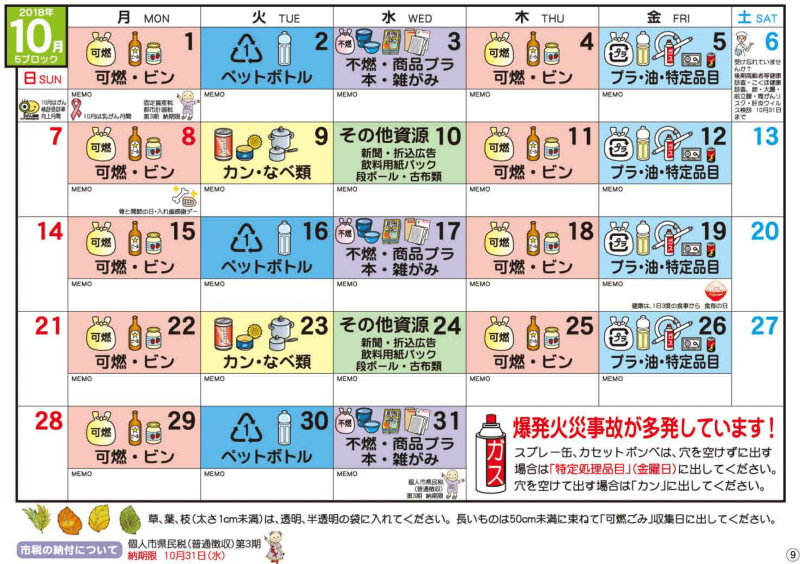 2018年
10月
5ブロック
日 SUN
月 MON
火 TUE
水 WED
木 THU
金 FRI
土 SAT
可燃
1
可燃・ビン
MEMO
10月は乳がん月間
固定資産税
都市計画税
第3期 納期限
10月はがん
検診受診率
向上月間
2
ペットボトル
MEMO
不燃
3
不燃・商品プラ
本・雑がみ
MEMO
可燃
4
可燃・ビン
MEMO
プラ
5
プラ・油・特定品目
MEMO
6
受け忘れていませ
んか?
後期高齢者等健康
診査・こくほ健康
診査、肺・大腸・
前立腺・胃がんリ
スク・肝炎ウイル
ス検診 10月31日
まで
7
可燃
8
可燃・ビン
MEMO
骨と関節の日・入れ歯感謝デー
9
カン・なべ類
MEMO
その他資源 10
新聞・折込広告
飲料用紙パック
段ボール・古布類
MEMO
可燃
11
可燃・ビン
MEMO
プラ
12
プラ・油・特定品目
MEMO
13
14
可燃
15
可燃・ビン
MEMO
1
16
ペットボトル
MEMO
不燃
17
不燃・商品プラ
本・雑がみ
MEMO
可燃
18
可燃・ビン
MEMO
プラ
19
プラ・油・特定品目
MEMO
健康は、1日3度の食事から 食育の日
20
21
可燃
22
可燃・ビン
MEMO
23
カン・なべ類
MEMO
その他資源 24
新聞・折込広告
飲料用紙パック
段ボール・古布類
MEMO
可燃
25
可燃・ビン
MEMO
プラ
26
プラ・油・特定品目
MEMO
27
28
可燃
29
可燃・ビン
MEMO
1
30
ペットボトル
MEMO
不燃
31
不燃・商品プラ
本・雑がみ
MEMO
個人市県民税
(普通徴収)
第3期 納期限
ガス
爆発火災事故が多発しています!
スプレー缶、カセットボンベは、穴を空けずに出す
場合は「特定処理品目」(金曜日)に出してください。
穴を空けて出す場合は「カン」に出してください。
草、葉、枝(太さ1cm未満)は、透明、半透明の袋に入れてください。長いものは50cm未満に束ねて「可燃ごみ」収集日に出してください。
市税の納付について
個人市県民税(普通徴収)第3期
納期限 10月31日(水)
⑨